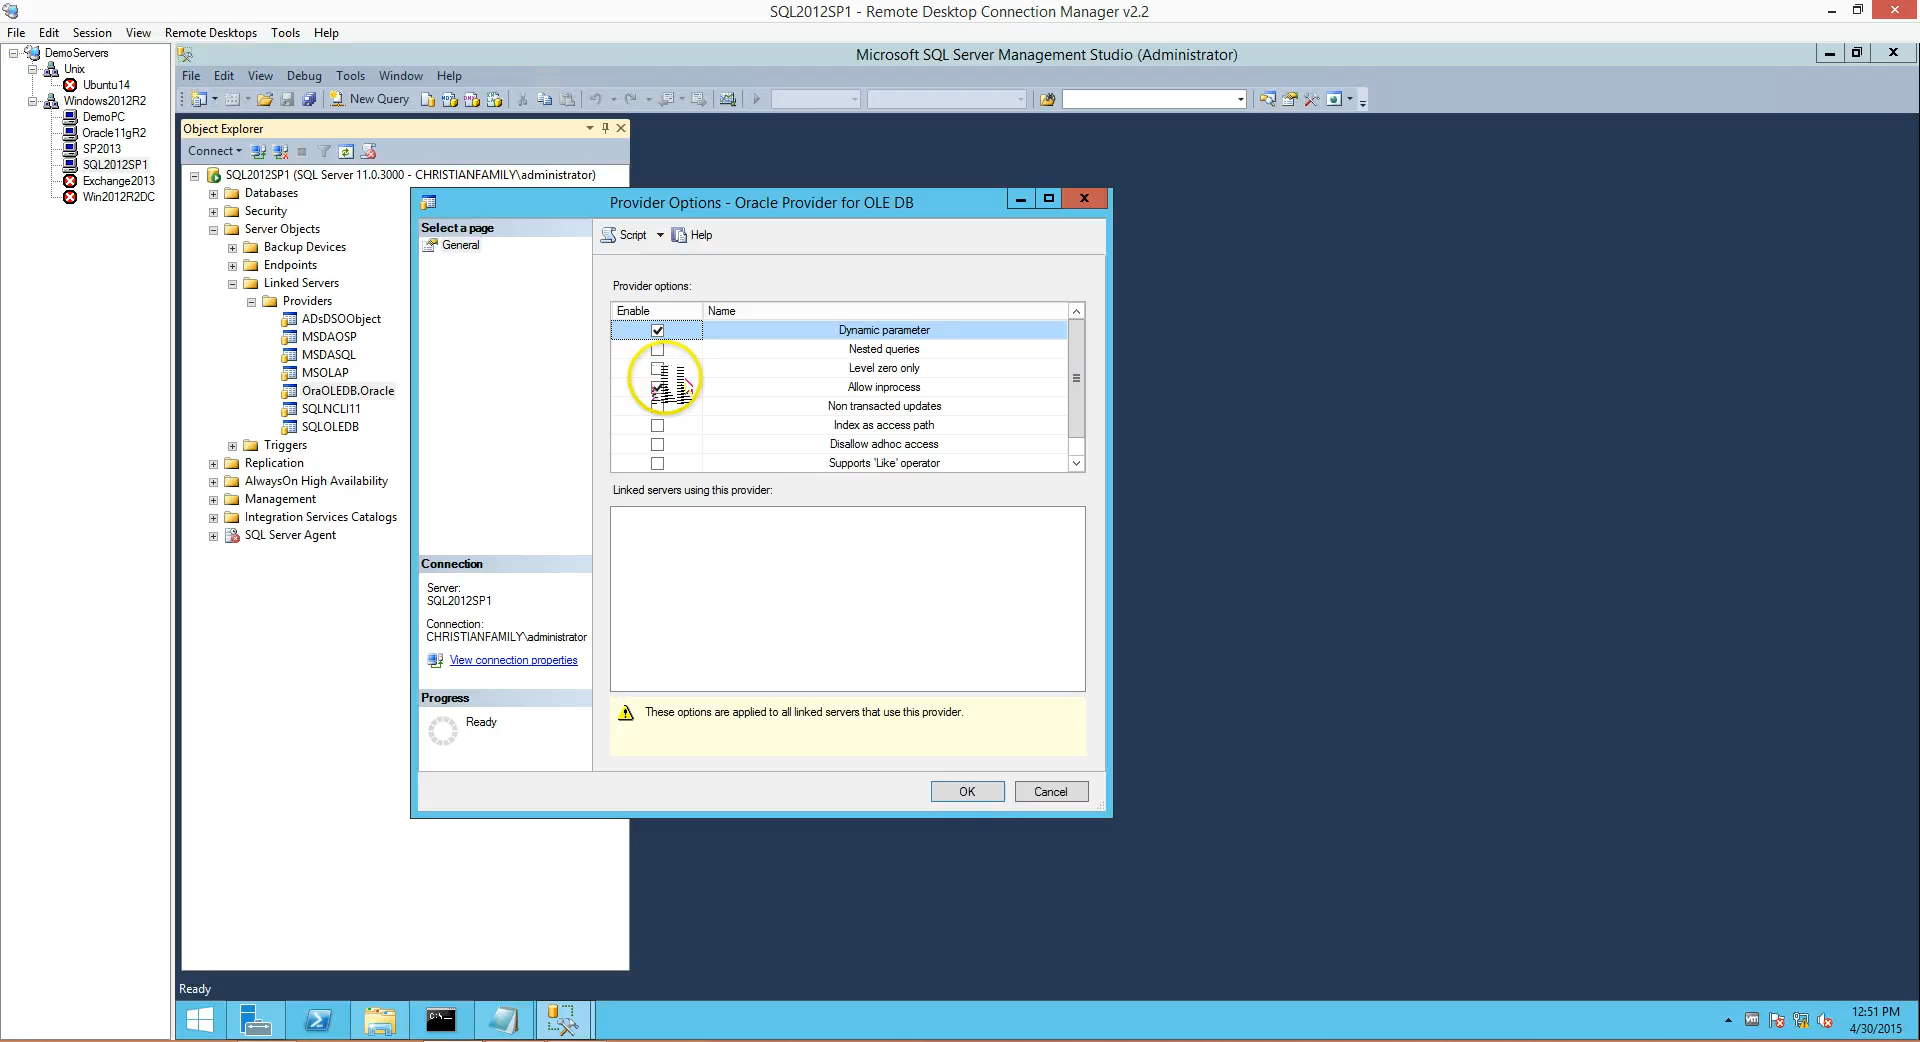 SQL2012SP1 - Remote Desktop Connection Manager v2.2
File Edit Session View Remote Desktops Tools Help
DemoServers
Unix
Ubuntu14
Windows2012R2
DemoPC
Oracle11gR2
SP2013
SQL2012SP1
Exchange2013
Win2012R2DC
Microsoft SQL Server Management Studio (Administrator)
File Edit View Debug Tools Window Help
New Query
Object Explorer
Connect
SQL2012SP1 (SQL Server 11.0.3000 - CHRISTIANFAMILY\administrator)
Databases
Security
Server Objects
Backup Devices
Endpoints
Linked Servers
Providers
ADsDSOObject
MSDAOSP
MSDASQL
MSOLAP
OraOLEDB.Oracle
SQLNCLI11
SQLOLEDB
Triggers
Replication
AlwaysOn High Availability
Management
Integration Services Catalogs
SQL Server Agent
Provider Options - Oracle Provider for OLE DB
Select a page
General
Script Help
Provider options:
Enable Name
Dynamic parameter
Nested queries
Level zero only
Allow inprocess
Non transacted updates
Index as access path
Disallow adhoc access
Supports 'Like' operator
Linked servers using this provider:
Connection
Server:
SQL2012SP1
Connection:
CHRISTIANFAMILY\administrator
View connection properties
Progress
Ready
These options are applied to all linked servers that use this provider.
OK Cancel
Ready
12:51 PM
4/30/2015